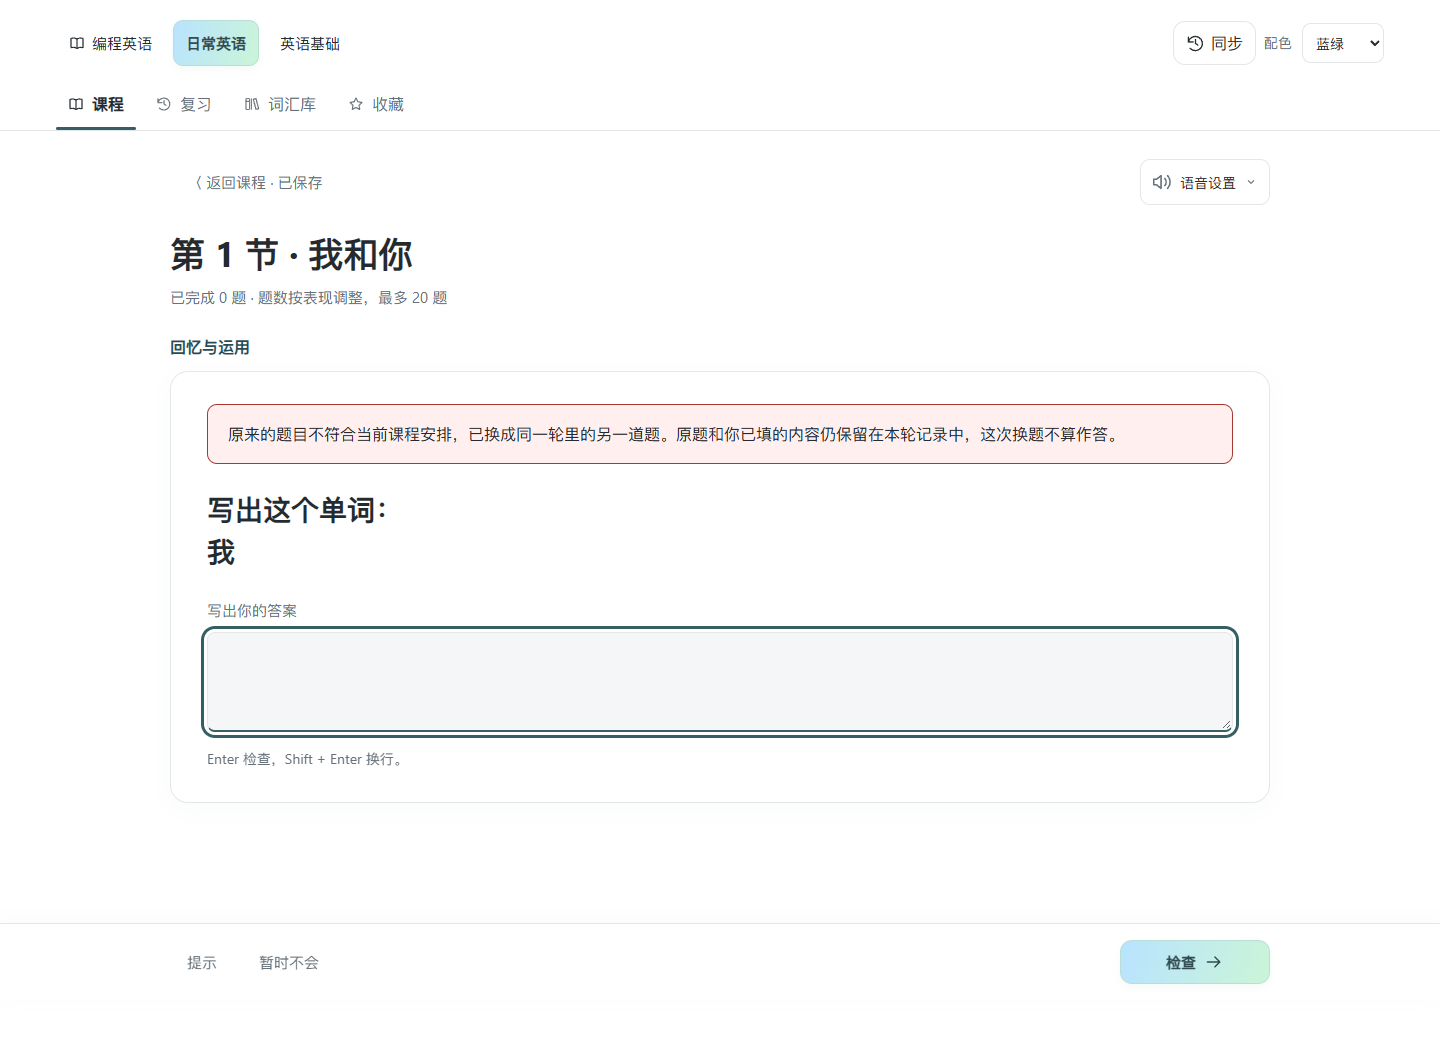 编程英语 日常英语 英语基础 同步 配色 蓝绿
课程 复习 词汇库 收藏
〈 返回课程 · 已保存 语音设置
第 1 节 · 我和你
已完成 0 题 · 题数按表现调整，最多 20 题
回忆与运用
原来的题目不符合当前课程安排，已换成同一轮里的另一道题。原题和你已填的内容仍保留在本轮记录中，这次换题不算作答。
写出这个单词：
我
写出你的答案
Enter 检查，Shift + Enter 换行。
提示 暂时不会 检查 →